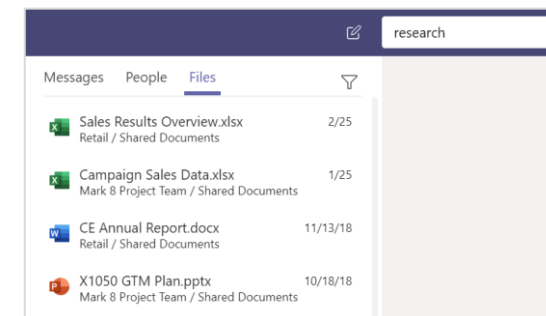 research
Messages People Files
Sales Results Overview.xlsx 2/25
Retail / Shared Documents
Campaign Sales Data.xlsx 1/25
Mark 8 Project Team / Shared Documents
CE Annual Report.docx 11/13/18
Retail / Shared Documents
X1050 GTM Plan.pptx 10/18/18
Mark 8 Project Team / Shared Documents